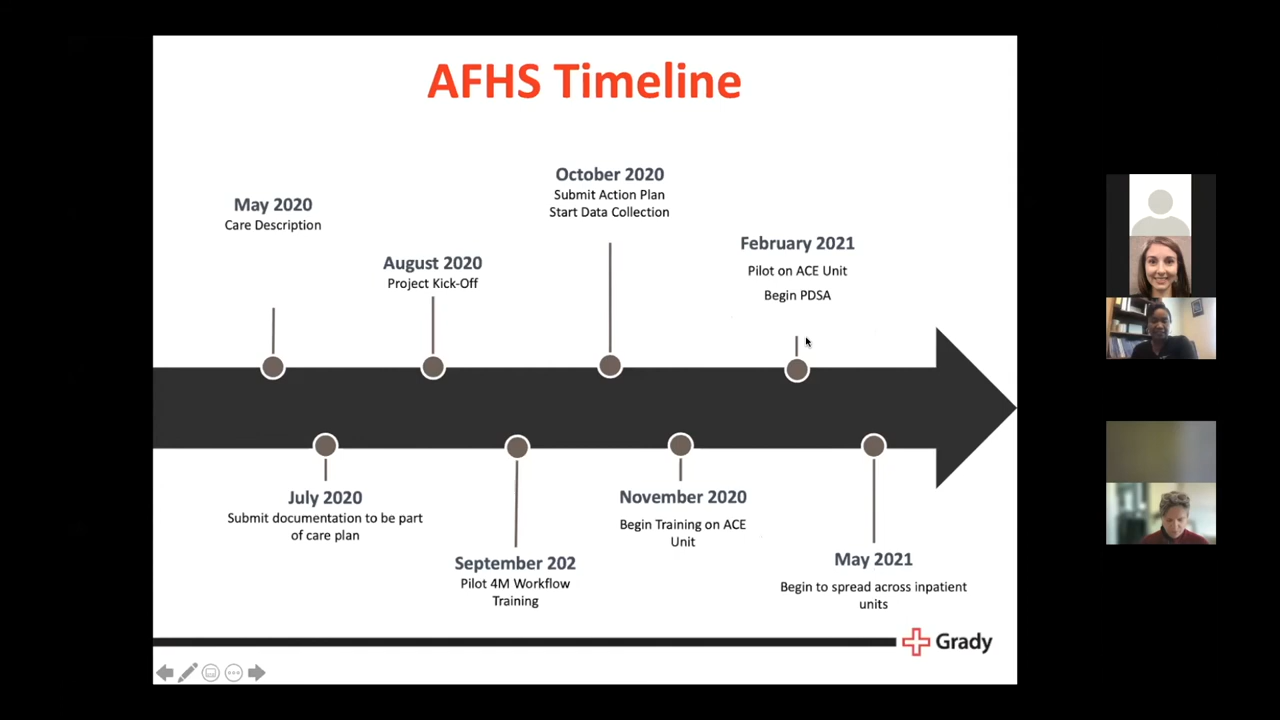 AFHS Timeline
May 2020
Care Description
August 2020
Project Kick-Off
October 2020
Submit Action Plan
Start Data Collection
February 2021
Pilot on ACE Unit
Begin PDSA
July 2020
Submit documentation to be part
of care plan
September 202
Pilot 4M Workflow
Training
November 2020
Begin Training on ACE
Unit
May 2021
Begin to spread across inpatient
units
Grady